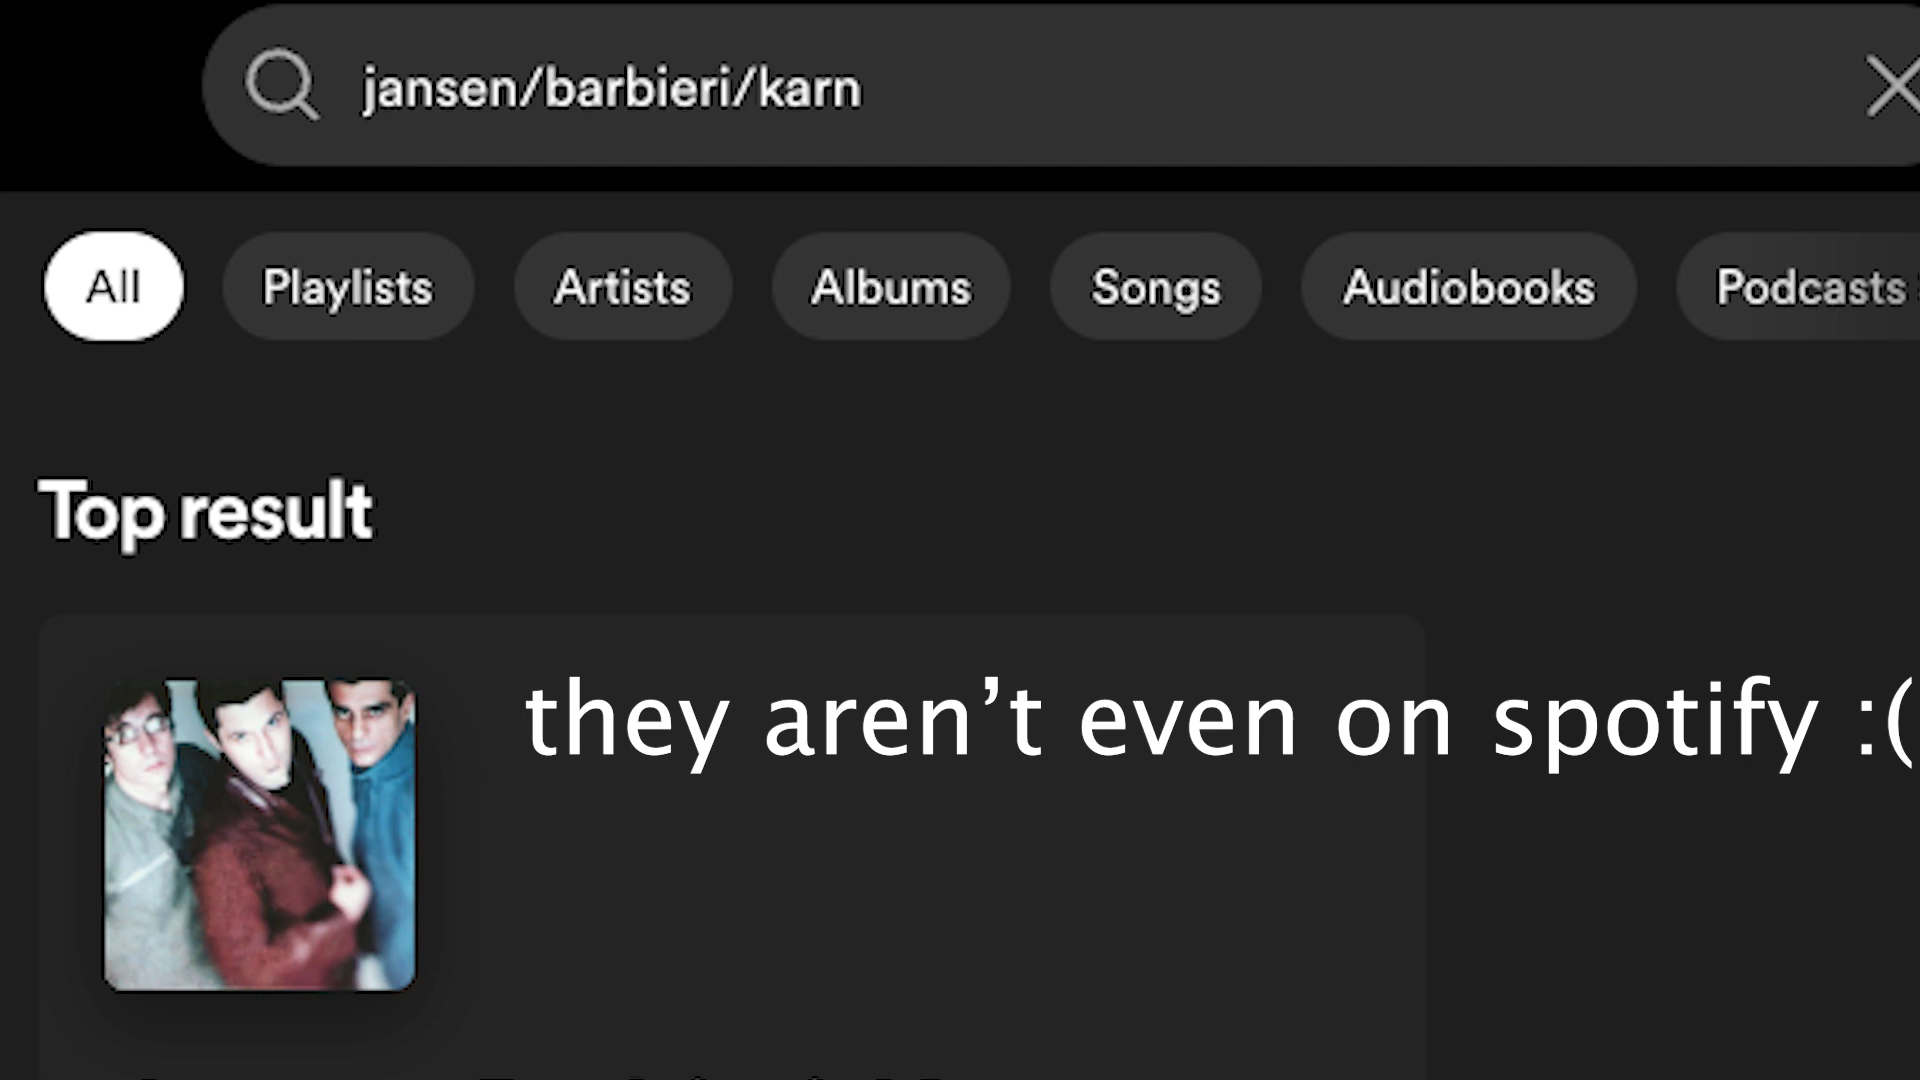 jansen/barbieri/karn
All Playlists Artists Albums Songs Audiobooks Podcasts
Top result
they aren’t even on spotify :(